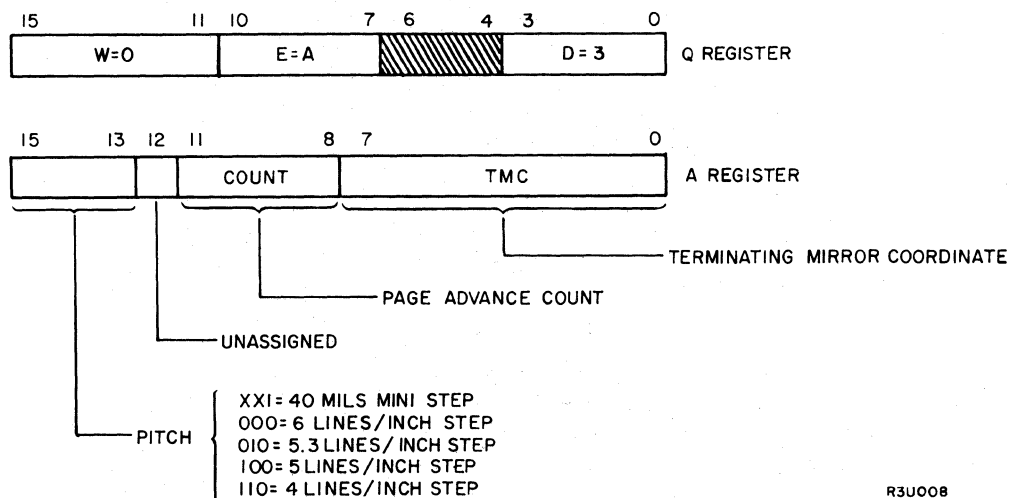 15 11 10 7 6 4 3 0
W=0 E=A D=3 Q REGISTER
15 13 12 11 8 7 0
COUNT TMC A REGISTER
TERMINATING MIRROR COORDINATE
PAGE ADVANCE COUNT
UNASSIGNED
XX1= 40 MILS MINI STEP
000= 6 LINES/INCH STEP
010= 5.3 LINES/INCH STEP
PITCH
100= 5 LINES/INCH STEP
110= 4 LINES/INCH STEP
R3U008